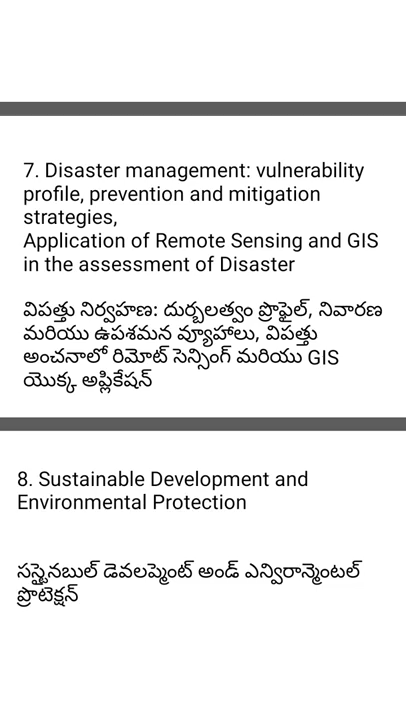 7. Disaster management: vulnerability
profile, prevention and mitigation
strategies,
Application of Remote Sensing and GIS
in the assessment of Disaster
విపత్తు నిర్వహణ: దుర్బలత్వం ప్రొఫైల్, నివారణ
మరియు ఉపశమన వ్యూహాలు, విపత్తు
అంచనాలో రిమోట్ సెన్సింగ్ మరియు GIS
యొక్క అప్లికేషన్
8. Sustainable Development and
Environmental Protection
సస్టైనబుల్ డెవలప్మెంట్ అండ్ ఎన్విరాన్మెంటల్
ప్రొటెక్షన్